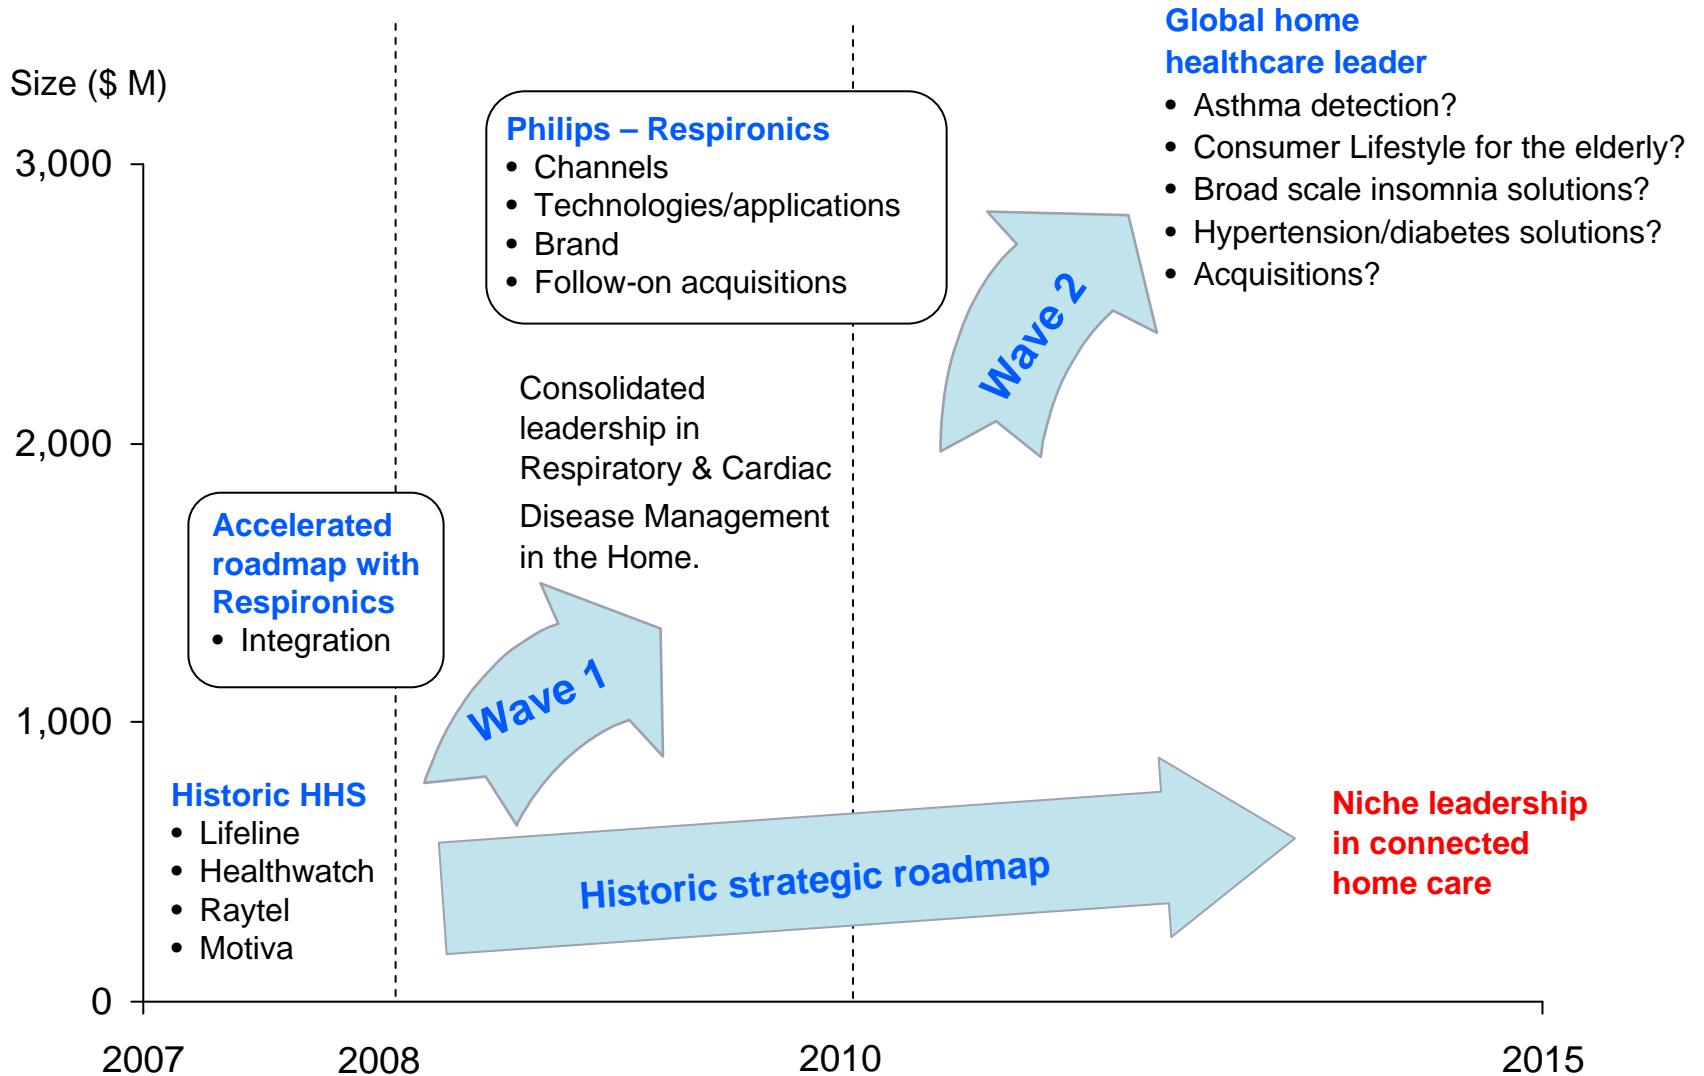 Size ($ M)
3,000
2,000
1,000
0
2007
2008
2010
2015
Historic HHS
• Lifeline
• Healthwatch
• Raytel
• Motiva
Accelerated
roadmap with
Respironics
• Integration
Wave 1
Philips – Respironics
• Channels
• Technologies/applications
• Brand
• Follow-on acquisitions
Consolidated
leadership in
Respiratory & Cardiac
Disease Management
in the Home.
Wave 2
Global home
healthcare leader
• Asthma detection?
• Consumer Lifestyle for the elderly?
• Broad scale insomnia solutions?
• Hypertension/diabetes solutions?
• Acquisitions?
Historic strategic roadmap
Niche leadership
in connected
home care